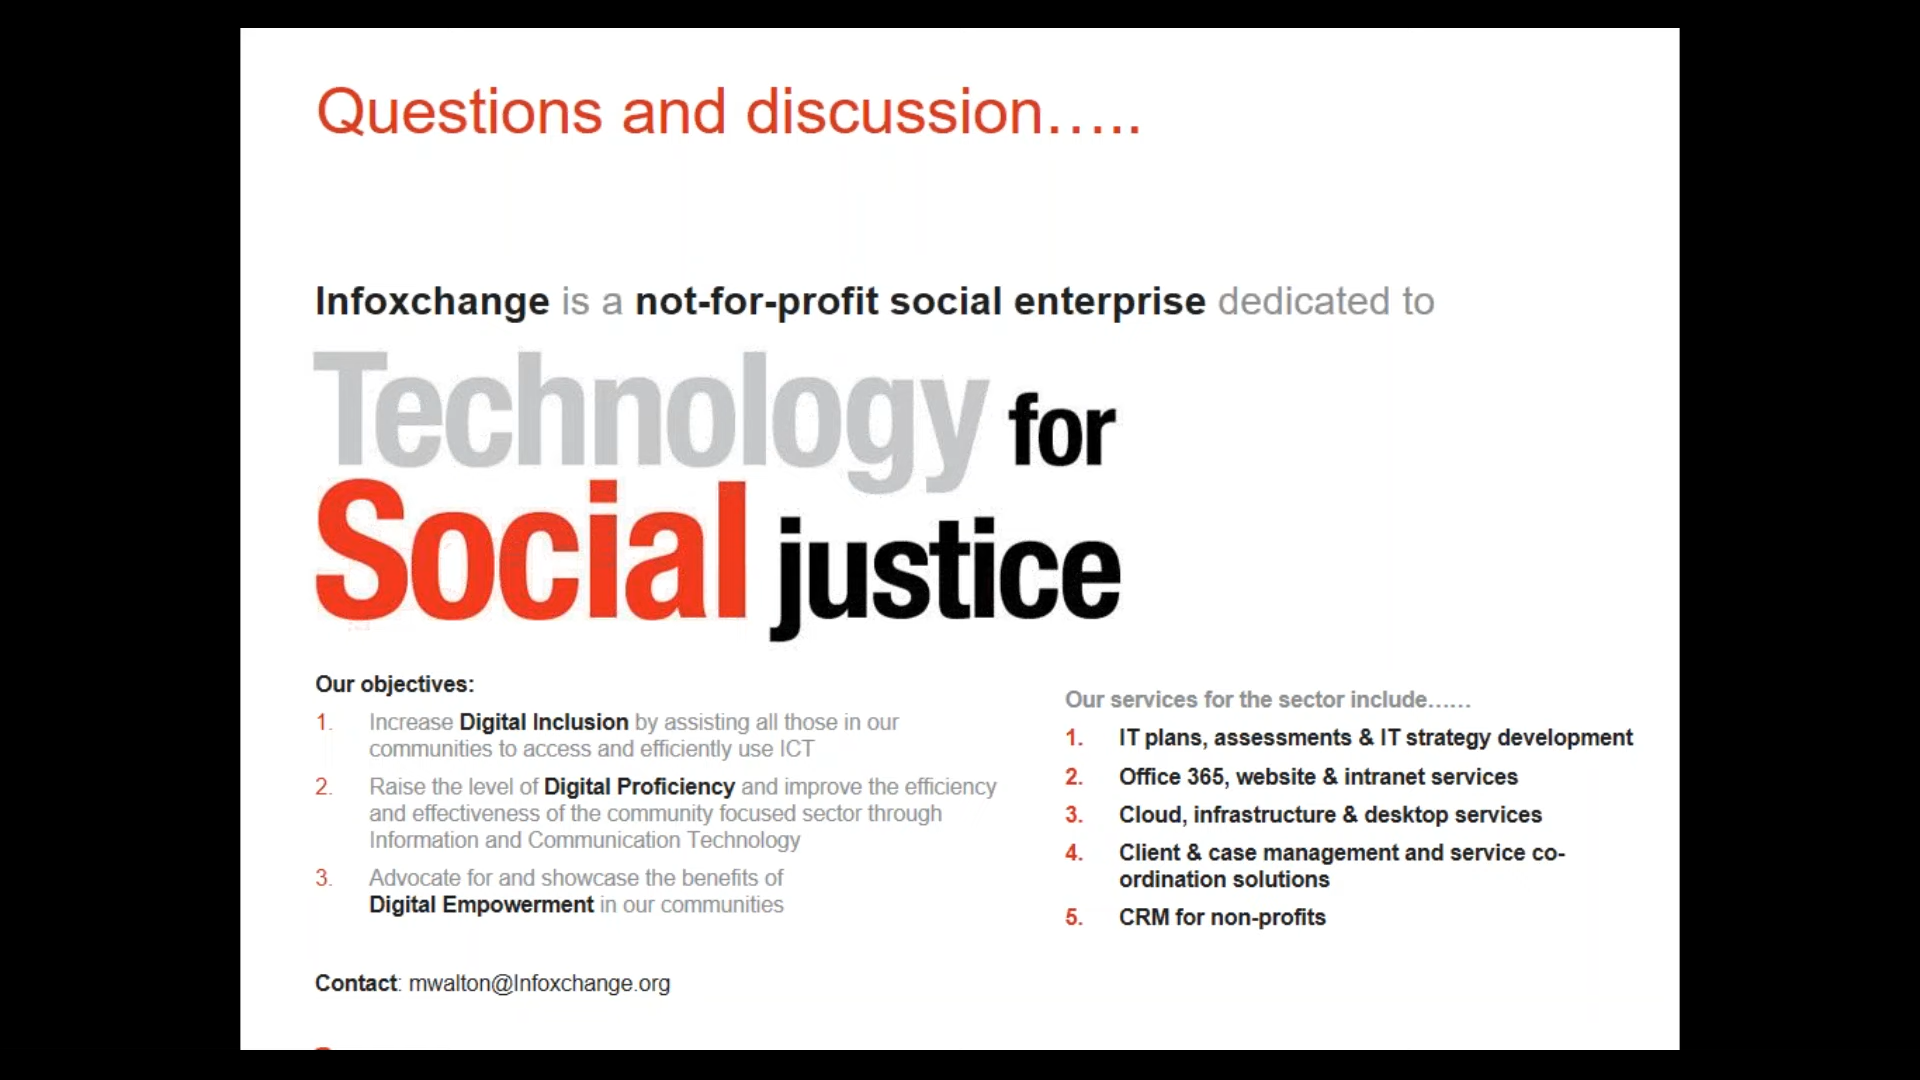 Questions and discussion…..
Infoxchange is a not-for-profit social enterprise dedicated to
Technology for
Social justice
Our objectives:
1. Increase Digital Inclusion by assisting all those in our
communities to access and efficiently use ICT
2. Raise the level of Digital Proficiency and improve the efficiency
and effectiveness of the community focused sector through
Information and Communication Technology
3. Advocate for and showcase the benefits of
Digital Empowerment in our communities
Contact: mwalton@Infoxchange.org
Our services for the sector include……
1. IT plans, assessments & IT strategy development
2. Office 365, website & intranet services
3. Cloud, infrastructure & desktop services
4. Client & case management and service co-
ordination solutions
5. CRM for non-profits